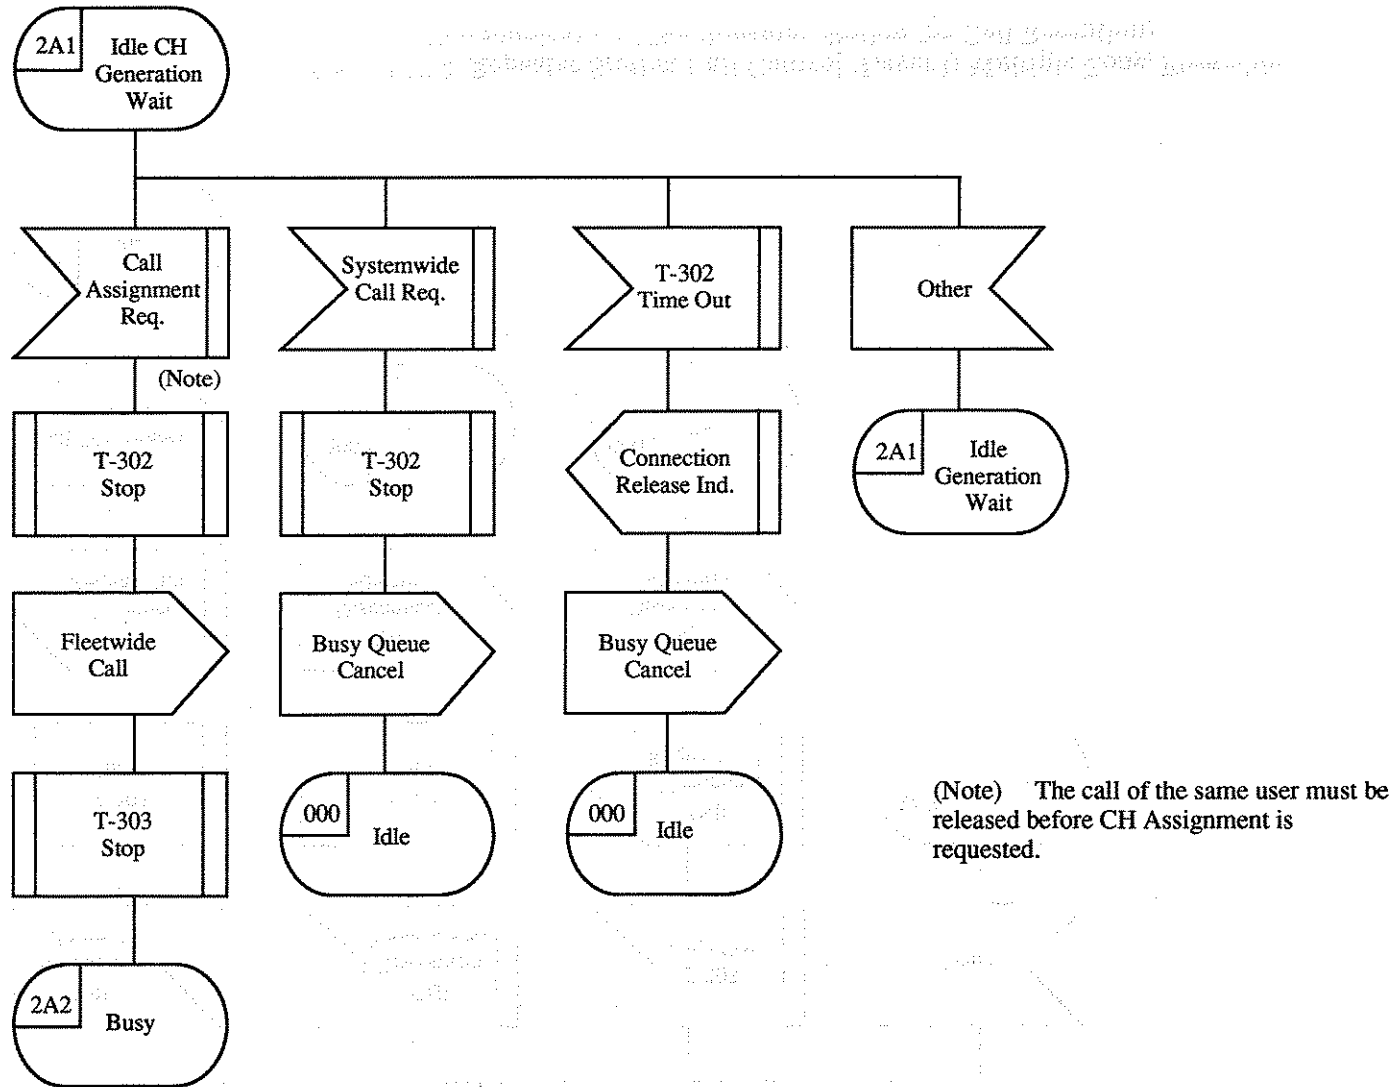 2A1
Idle CH
Generation
Wait
Call
Assignment
Req.
(Note)
Systemwide
Call Req.
T-302
Time Out
Other
T-302
Stop
T-302
Stop
Connection
Release Ind.
2A1
Idle
Generation
Wait
Fleetwide
Call
Busy Queue
Cancel
Busy Queue
Cancel
T-303
Stop
000
Idle
000
Idle
(Note) The call of the same user must be
released before CH Assignment is
requested.
2A2
Busy